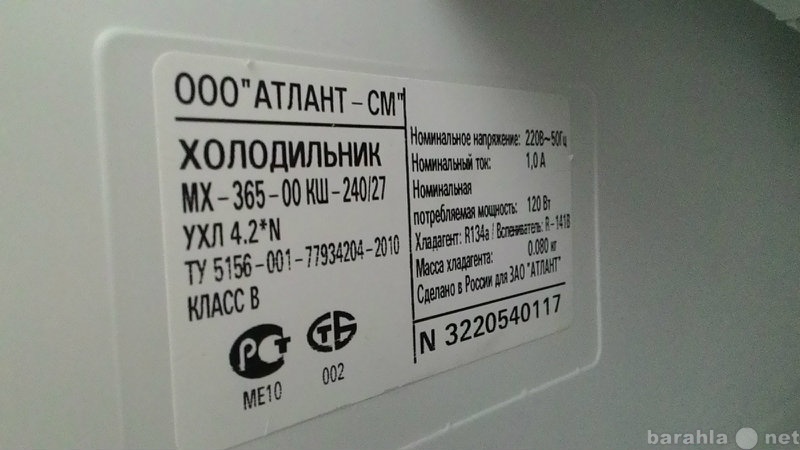 ООО"АТЛАНТ-СМ"
ХОЛОДИЛЬНИК
МХ-365-00 КШ-240/27
УХЛ 4.2*N
ТУ 5156-001-77934204-2010
КЛАСС В
РСТ
МЕ10
СТБ
002
Номинальное напряжение: 220В~50Гц
Номинальный ток: 1,0 А
Номинальная
потребляемая мощность: 120 Вт
Хладагент: R134a / Вспениватель: R-141B
Масса хладагента: 0.080 кг
Сделано в России для ЗАО "АТЛАНТ"
N 3220540117
barahla.net